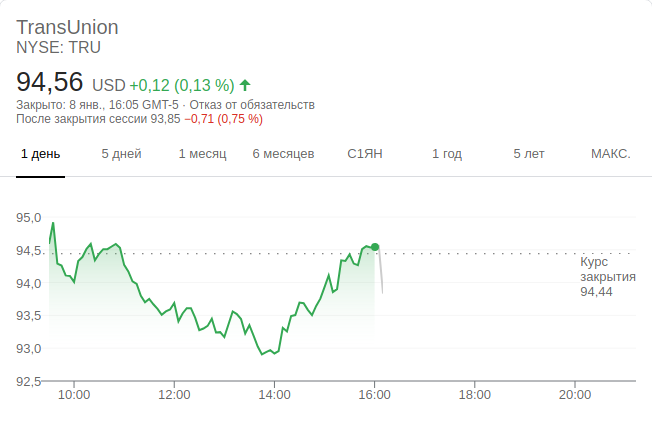 TransUnion
NYSE: TRU
94,56 USD +0,12 (0,13 %)
Закрыто: 8 янв., 16:05 GMT-5 · Отказ от обязательств
После закрытия сессии 93,85 −0,71 (0,75 %)
1 день 5 дней 1 месяц 6 месяцев С1ЯН 1 год 5 лет МАКС.
95,0
94,5
Курс
закрытия
94,44
94,0
93,5
93,0
92,5
10:00 12:00 14:00 16:00 18:00 20:00